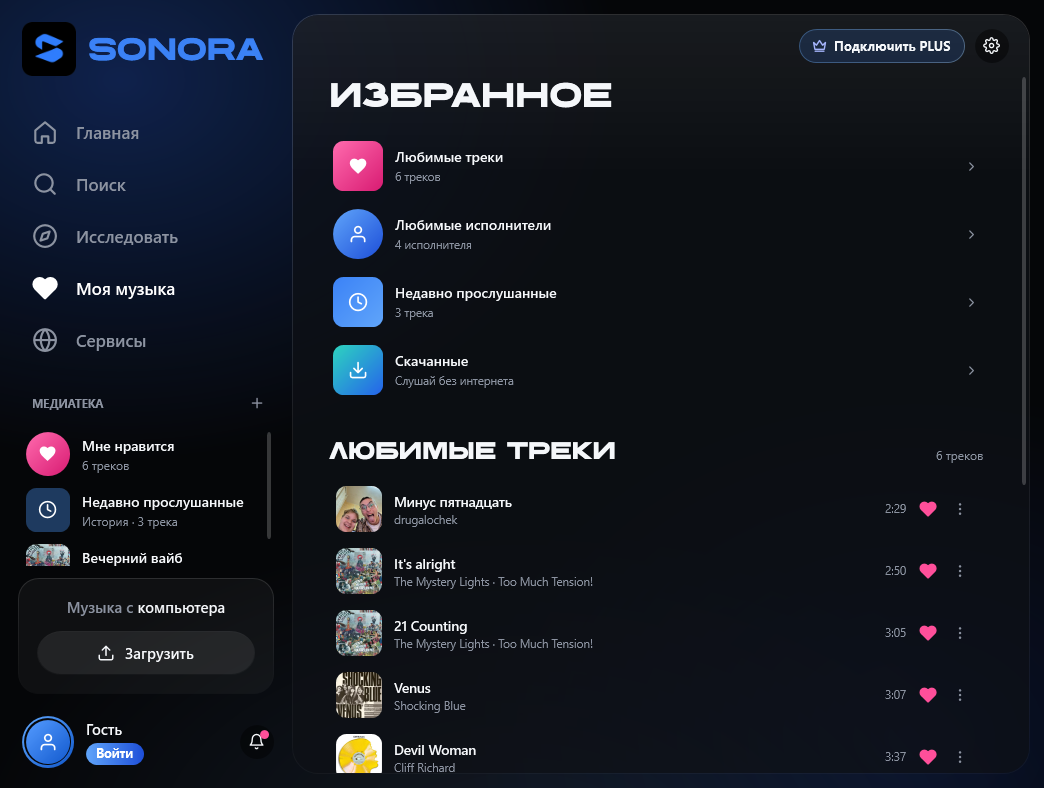 SONORA
Главная
Поиск
Исследовать
Моя музыка
Сервисы
МЕДИАТЕКА
Мне нравится
6 треков
Недавно прослушанные
История · 3 трека
Вечерний вайб
Музыка с компьютера
Загрузить
Гость
Войти
Подключить PLUS
ИЗБРАННОЕ
Любимые треки
6 треков
Любимые исполнители
4 исполнителя
Недавно прослушанные
3 трека
Скачанные
Слушай без интернета
ЛЮБИМЫЕ ТРЕКИ
6 треков
Минус пятнадцать
drugalochek
2:29
It's alright
The Mystery Lights · Too Much Tension!
2:50
21 Counting
The Mystery Lights · Too Much Tension!
3:05
SHOCKING
BLUE
VENUS
Venus
Shocking Blue
3:07
Devil Woman
Cliff Richard
3:37